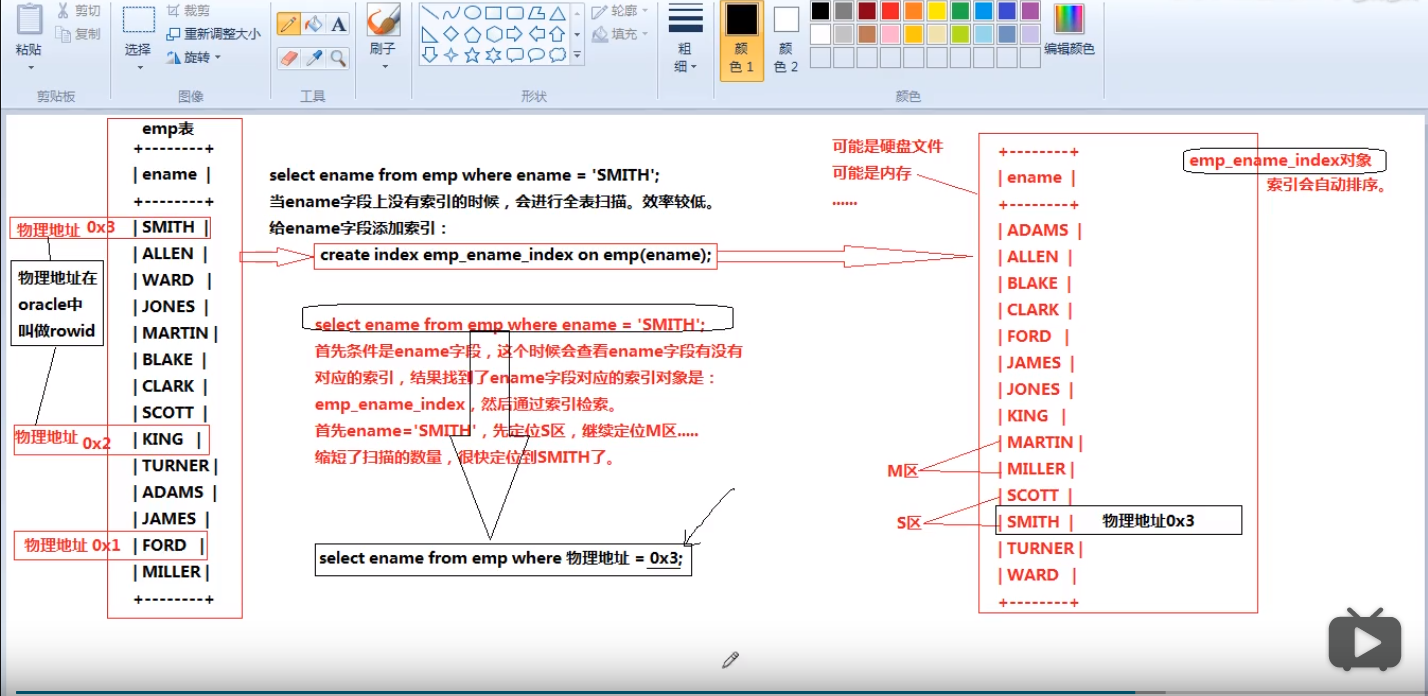 粘贴
剪切
复制
剪贴板
选择
裁剪
重新调整大小
旋转
图像
A
工具
刷子
形状
轮廓
填充
粗
细
颜
色 1
颜
色 2
编辑颜色
颜色
emp表
+--------+
| ename |
+--------+
| SMITH |
| ALLEN |
| WARD |
| JONES |
| MARTIN |
| BLAKE |
| CLARK |
| SCOTT |
| KING |
| TURNER |
| ADAMS |
| JAMES |
| FORD |
| MILLER |
+--------+
物理地址 0x3
物理地址在
oracle中
叫做rowid
物理地址 0x2
物理地址 0x1
select ename from emp where ename = 'SMITH';
当ename字段上没有索引的时候，会进行全表扫描。效率较低。
给ename字段添加索引：
create index emp_ename_index on emp(ename);
select ename from emp where ename = 'SMITH';
首先条件是ename字段，这个时候会查看ename字段有没有
对应的索引，结果找到了ename字段对应的索引对象是：
emp_ename_index，然后通过索引检索。
首先ename='SMITH'，先定位S区，继续定位M区.....
缩短了扫描的数量，很快定位到SMITH了。
select ename from emp where 物理地址 = 0x3;
可能是硬盘文件
可能是内存
......
+--------+
| ename |
+--------+
| ADAMS |
| ALLEN |
| BLAKE |
| CLARK |
| FORD |
| JAMES |
| JONES |
| KING |
| MARTIN |
| MILLER |
| SCOTT |
| SMITH | 物理地址0x3
| TURNER |
| WARD |
+--------+
M区
S区
emp_ename_index对象
索引会自动排序。